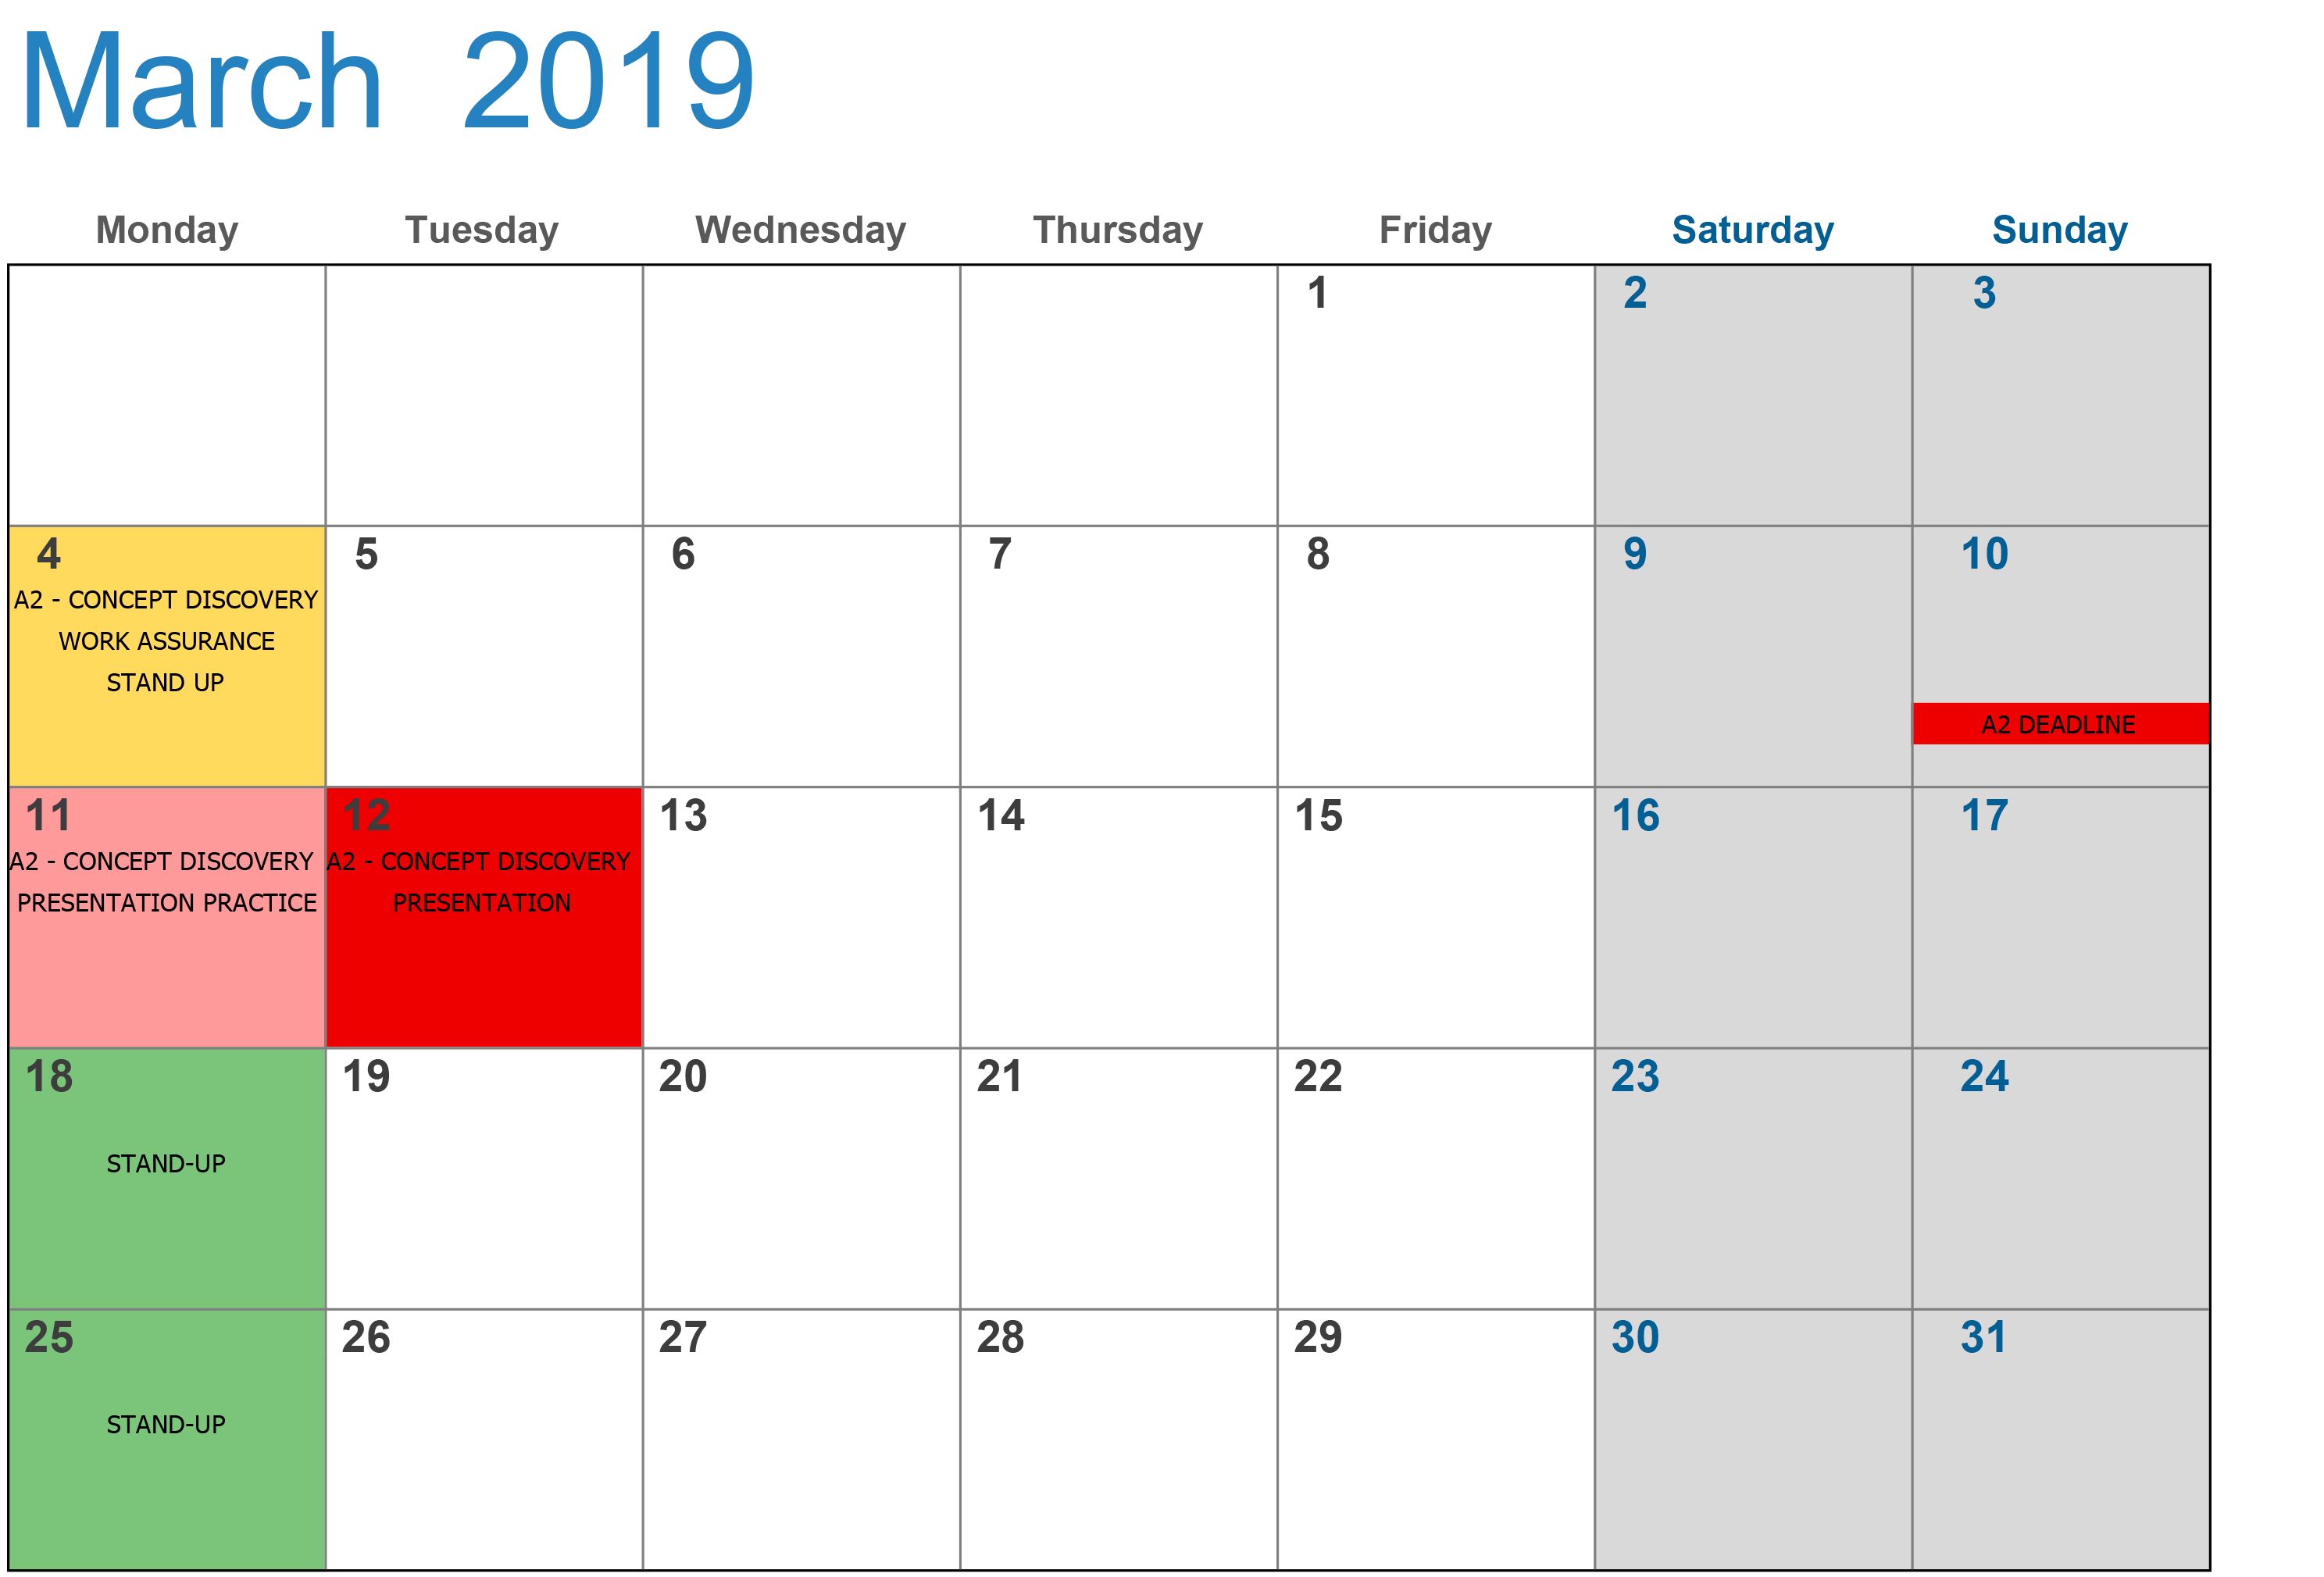 March 2019
Monday Tuesday Wednesday Thursday Friday Saturday Sunday
1 2 3
4 5 6 7 8 9 10
A2 - CONCEPT DISCOVERY
WORK ASSURANCE
STAND UP
A2 DEADLINE
11 12 13 14 15 16 17
A2 - CONCEPT DISCOVERY A2 - CONCEPT DISCOVERY
PRESENTATION PRACTICE PRESENTATION
18 19 20 21 22 23 24
STAND-UP
25 26 27 28 29 30 31
STAND-UP